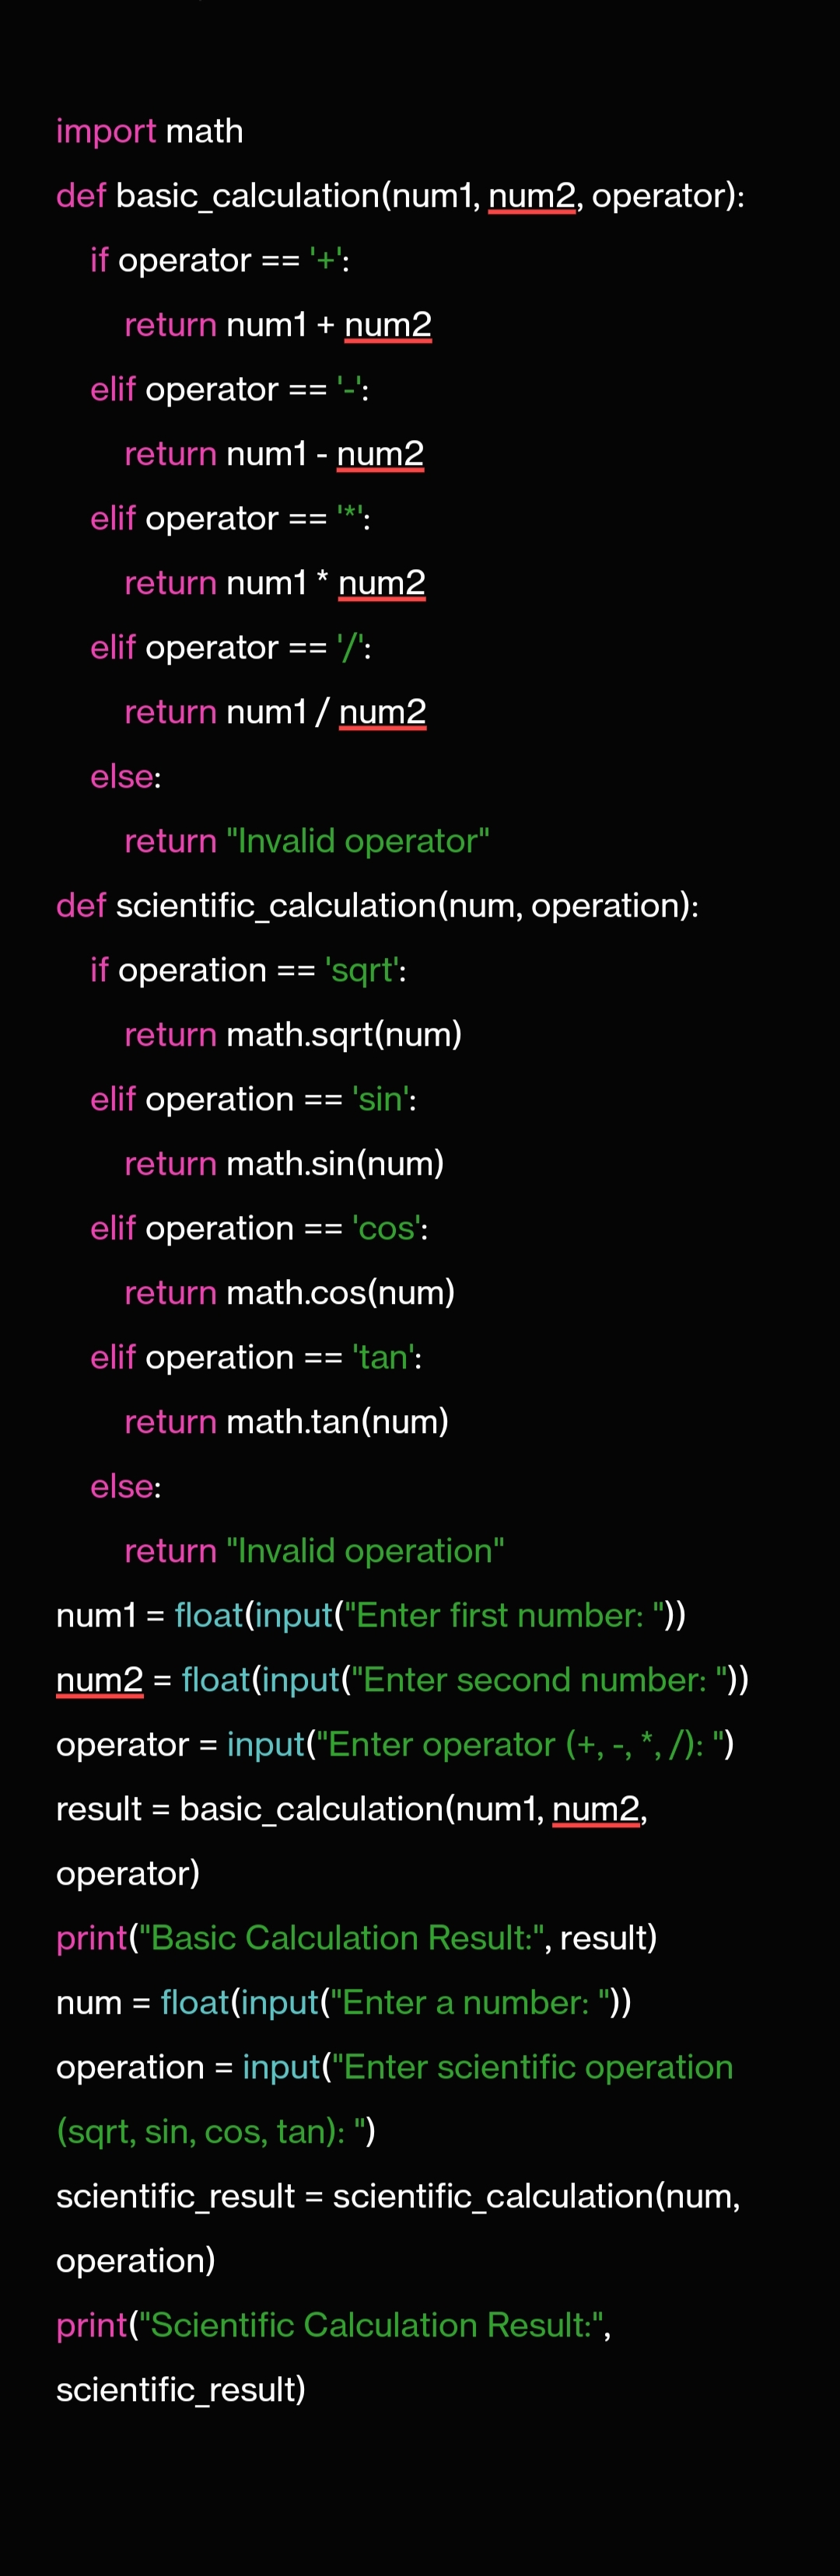 import math
def basic_calculation(num1, num2, operator):
if operator == '+':
return num1 + num2
elif operator == '-':
return num1 - num2
elif operator == '*':
return num1 * num2
elif operator == '/':
return num1 / num2
else:
return "Invalid operator"
def scientific_calculation(num, operation):
if operation == 'sqrt':
return math.sqrt(num)
elif operation == 'sin':
return math.sin(num)
elif operation == 'cos':
return math.cos(num)
elif operation == 'tan':
return math.tan(num)
else:
return "Invalid operation"
num1 = float(input("Enter first number: "))
num2 = float(input("Enter second number: "))
operator = input("Enter operator (+, -, *, /): ")
result = basic_calculation(num1, num2,
operator)
print("Basic Calculation Result:", result)
num = float(input("Enter a number: "))
operation = input("Enter scientific operation
(sqrt, sin, cos, tan): ")
scientific_result = scientific_calculation(num,
operation)
print("Scientific Calculation Result:",
scientific_result)